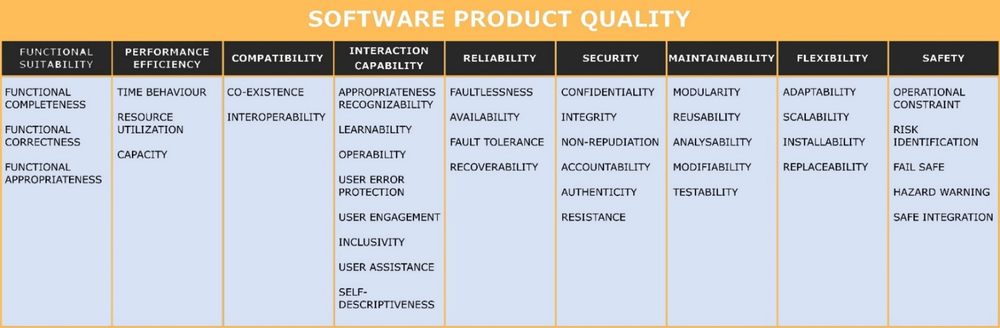 SOFTWARE PRODUCT QUALITY
FUNCTIONAL
SUITABILITY
PERFORMANCE
EFFICIENCY
COMPATIBILITY
INTERACTION
CAPABILITY
RELIABILITY
SECURITY
MAINTAINABILITY
FLEXIBILITY
SAFETY
FUNCTIONAL
COMPLETENESS
FUNCTIONAL
CORRECTNESS
FUNCTIONAL
APPROPRIATENESS
TIME BEHAVIOUR
RESOURCE
UTILIZATION
CAPACITY
CO-EXISTENCE
INTEROPERABILITY
APPROPRIATENESS
RECOGNIZABILITY
LEARNABILITY
OPERABILITY
USER ERROR
PROTECTION
USER ENGAGEMENT
INCLUSIVITY
USER ASSISTANCE
SELF-
DESCRIPTIVENESS
FAULTLESSNESS
AVAILABILITY
FAULT TOLERANCE
RECOVERABILITY
CONFIDENTIALITY
INTEGRITY
NON-REPUDIATION
ACCOUNTABILITY
AUTHENTICITY
RESISTANCE
MODULARITY
REUSABILITY
ANALYSABILITY
MODIFIABILITY
TESTABILITY
ADAPTABILITY
SCALABILITY
INSTALLABILITY
REPLACEABILITY
OPERATIONAL
CONSTRAINT
RISK
IDENTIFICATION
FAIL SAFE
HAZARD WARNING
SAFE INTEGRATION